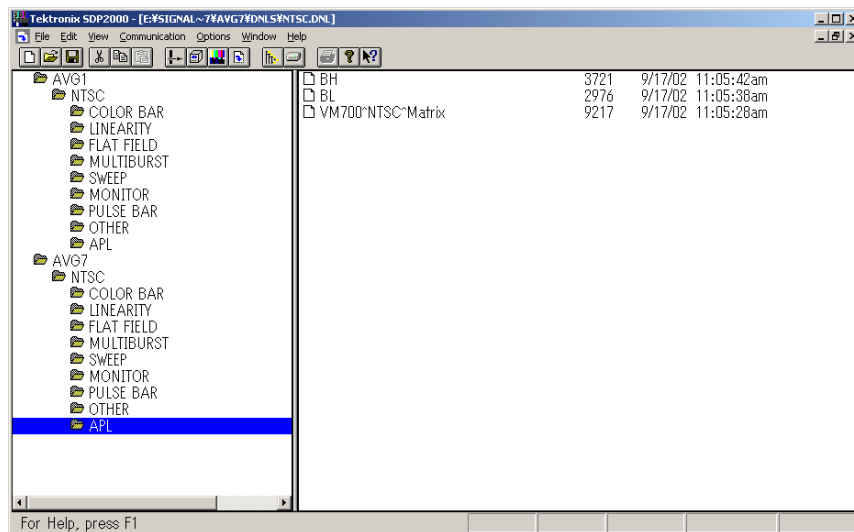 Tektronix SDP2000 - [E:¥SIGNAL~7¥AVG7¥DNLS¥NTSC.DNL]
File Edit View Communication Options Window Help
AVG1
NTSC
COLOR BAR
LINEARITY
FLAT FIELD
MULTIBURST
SWEEP
MONITOR
PULSE BAR
OTHER
APL
AVG7
NTSC
COLOR BAR
LINEARITY
FLAT FIELD
MULTIBURST
SWEEP
MONITOR
PULSE BAR
OTHER
APL
BH 3721 9/17/02 11:05:42am
BL 2976 9/17/02 11:05:38am
VM700^NTSC^Matrix 9217 9/17/02 11:05:28am
For Help, press F1